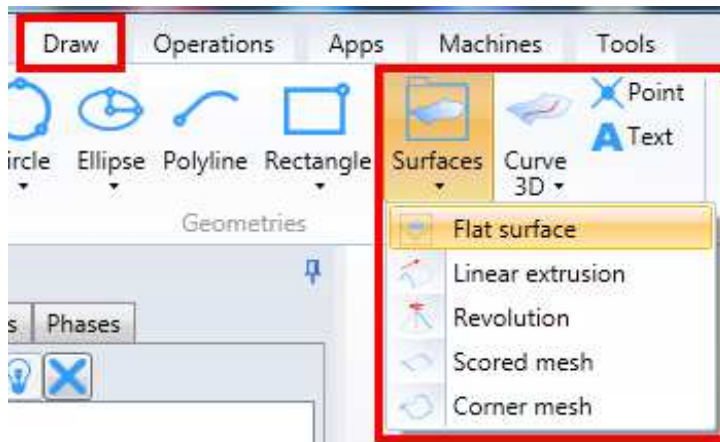 Draw Operations Apps Machines Tools
Point
Text
ircle Ellipse Polyline Rectangle Surfaces Curve
3D
Geometries
Flat surface
Linear extrusion
s Phases
Revolution
Scored mesh
Corner mesh